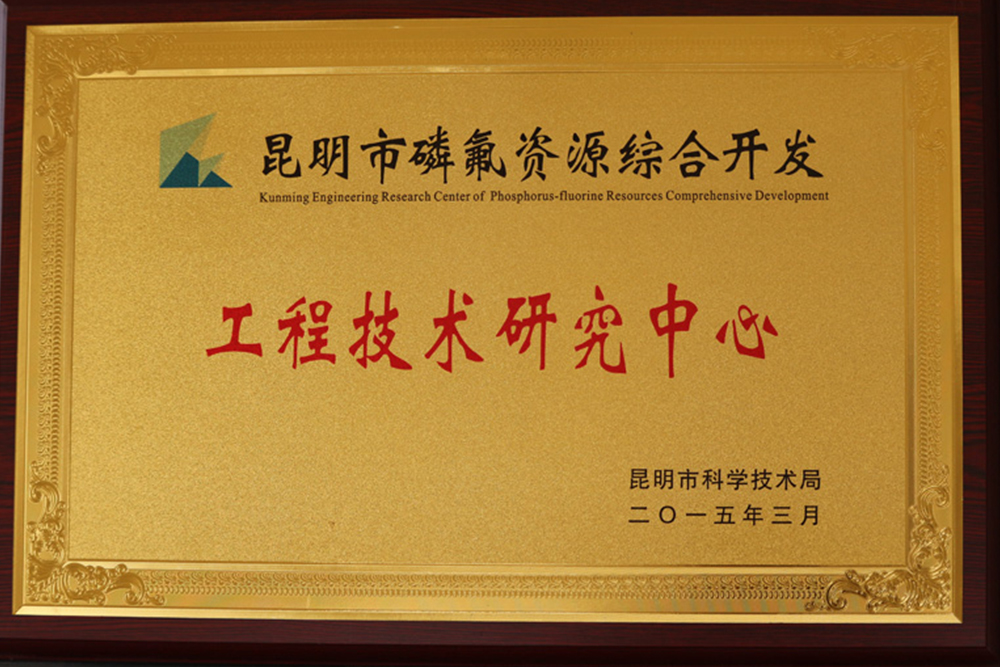 昆明市磷氟资源综合开发
Kunming Engineering Research Center of Phosphorus-fluorine Resources Comprehensive Development
工程技术研究中心
昆明市科学技术局
二〇一五年三月